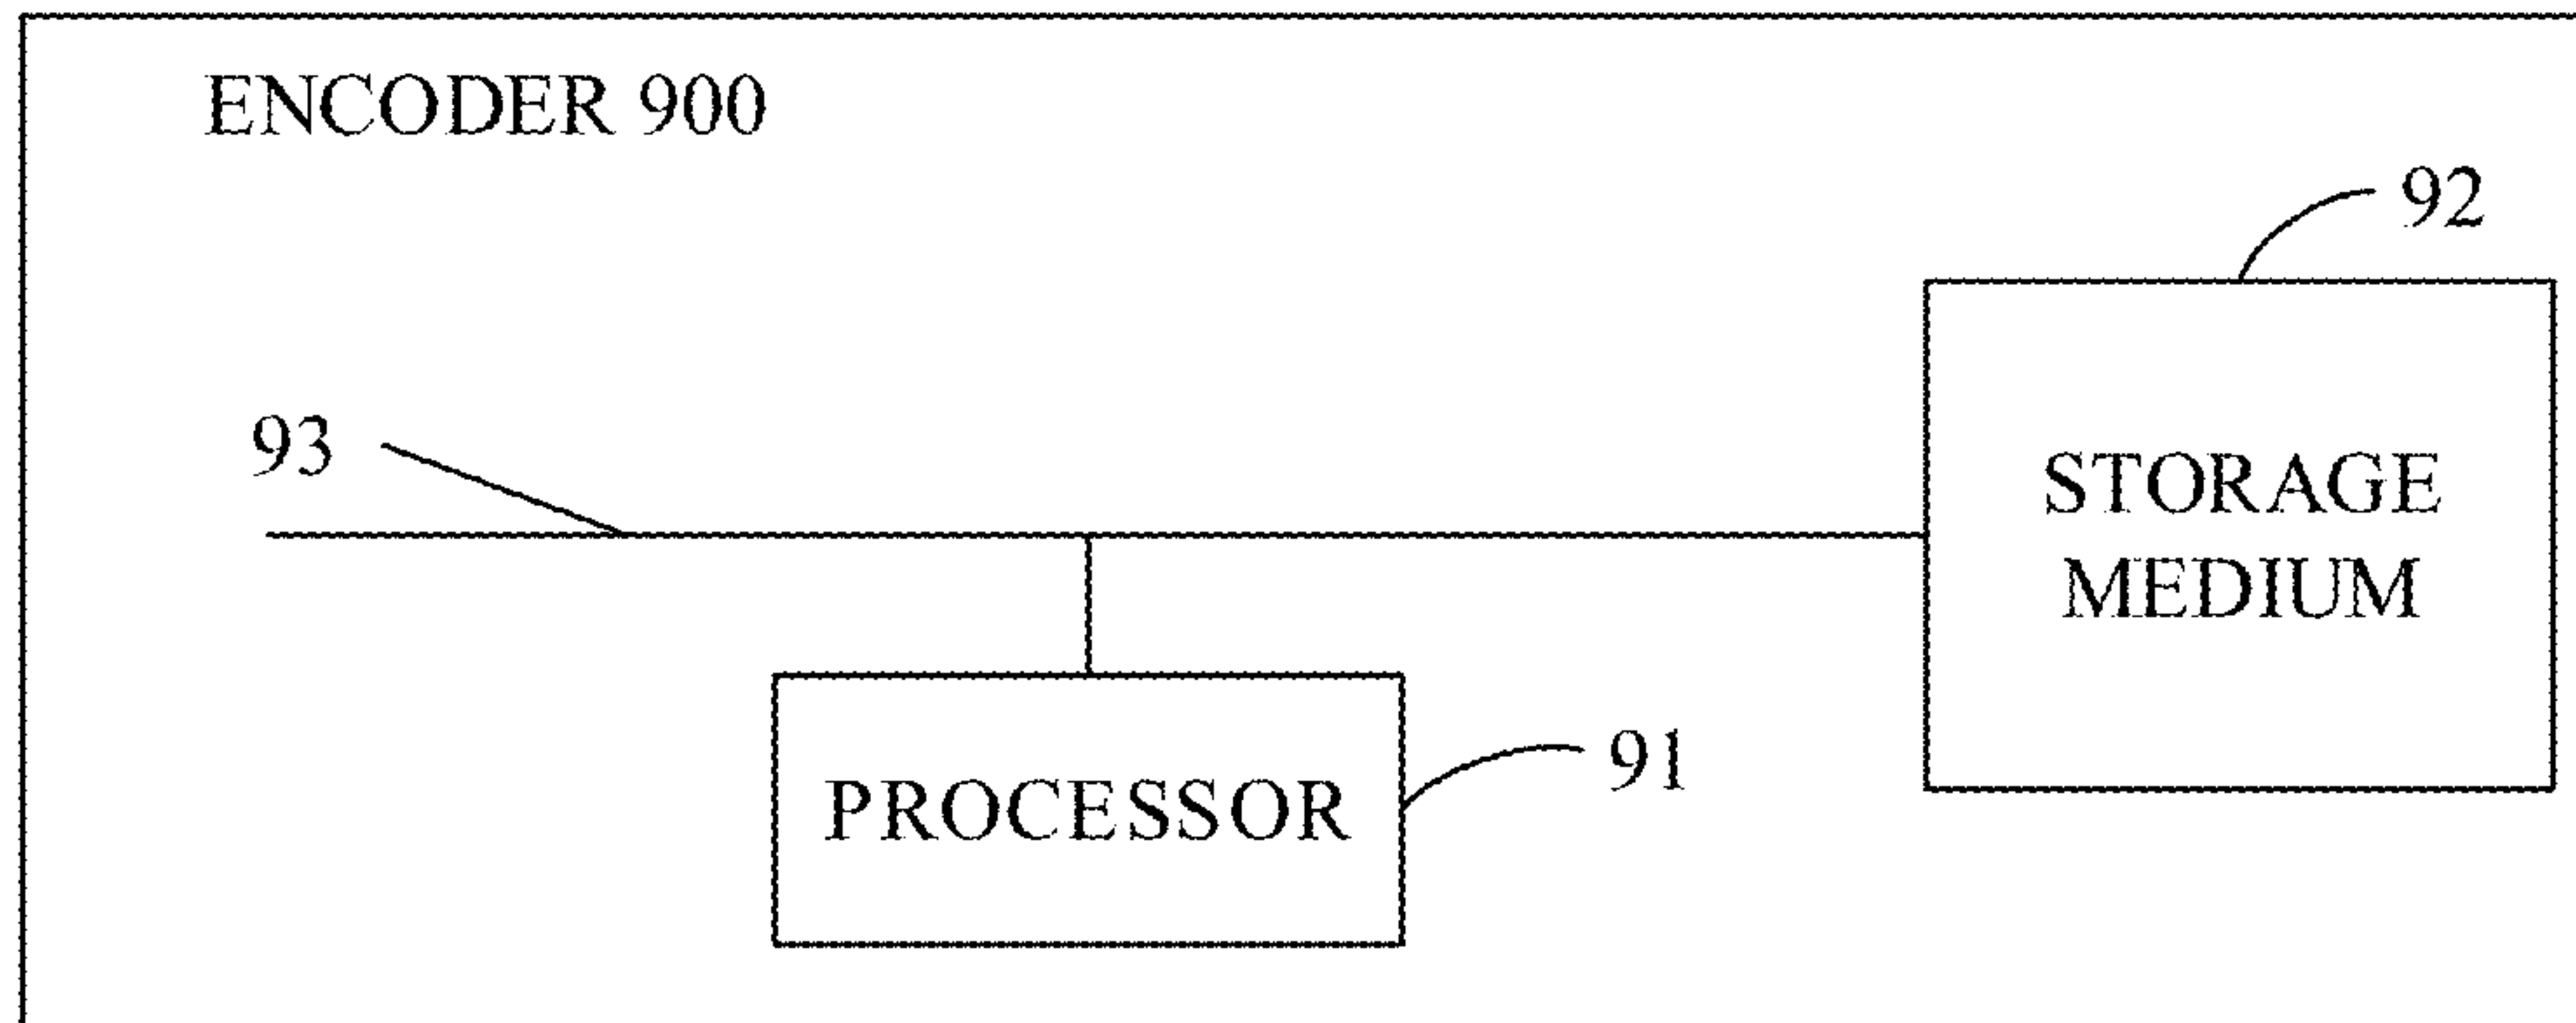 ENCODER 900
92
93
STORAGE
MEDIUM
91
PROCESSOR